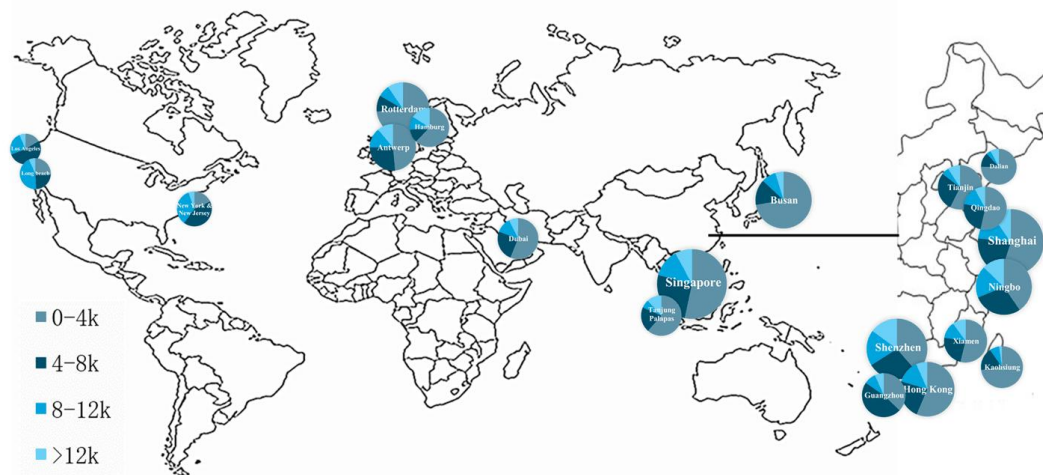 Rotterdam
Hamburg
Antwerp
Los Angeles
Long beach
New York &
New Jersey
Dubai
Busan
Singapore
Tanjung
Palapas
Dalian
Tianjin
Qingdao
Shanghai
Ningbo
Shenzhen
Xiamen
Kaohsiung
Hong Kong
Guangzhou
0-4k
4-8k
8-12k
>12k